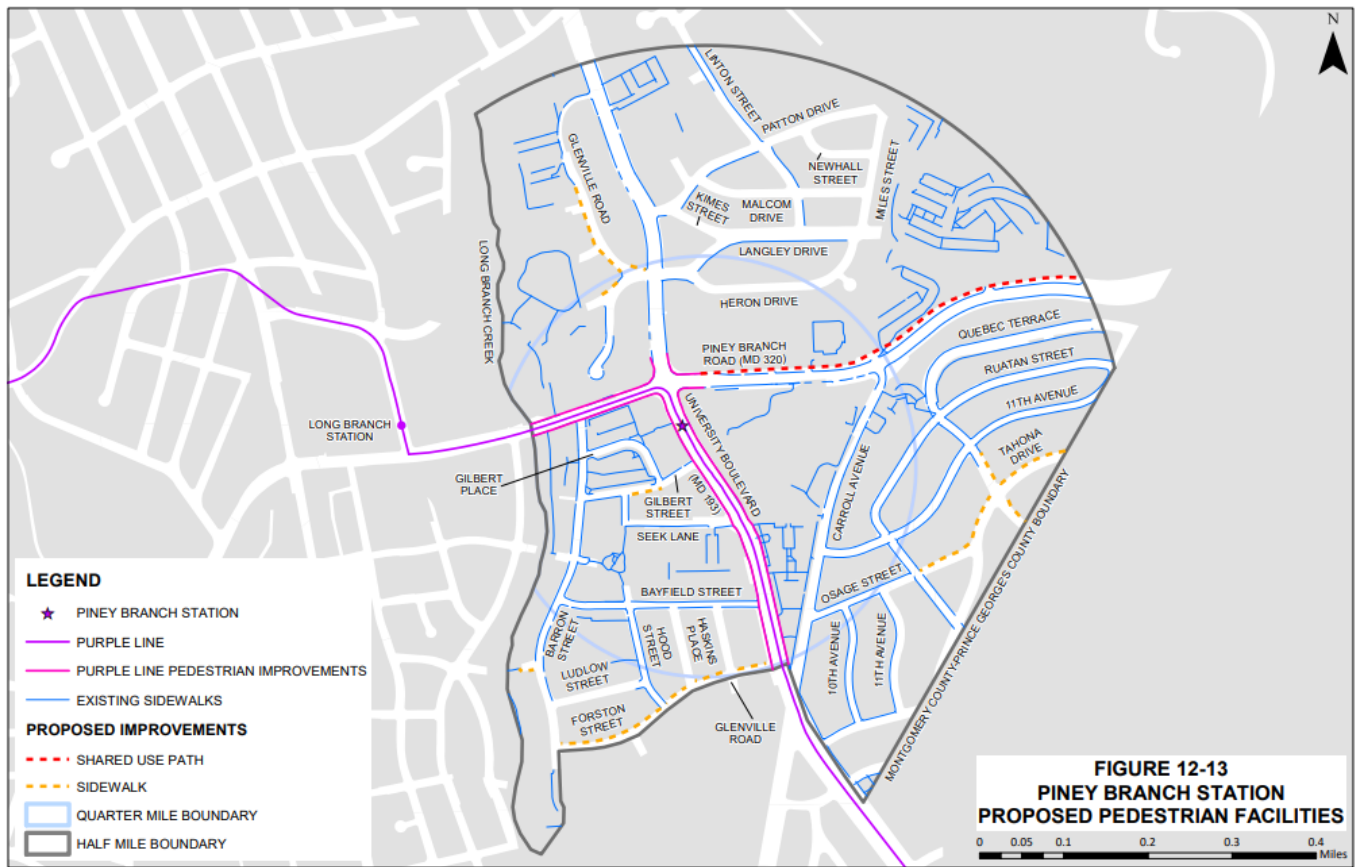 N
LINTON STREET
PATTON DRIVE
GLENVILLE ROAD
NEWHALL
STREET
MILES STREET
KIMES
STREET
MALCOM
DRIVE
LANGLEY DRIVE
LONG BRANCH CREEK
HERON DRIVE
QUEBEC TERRACE
PINEY BRANCH
ROAD (MD 320)
RUATAN STREET
11TH AVENUE
UNIVERSITY BOULEVARD
(MD 193)
LONG BRANCH
STATION
TAHONA
DRIVE
GILBERT
PLACE
CARROLL AVENUE
GILBERT
STREET
SEEK LANE
MONTGOMERY COUNTY-PRINCE GEORGE'S COUNTY BOUNDARY
OSAGE STREET
BAYFIELD STREET
BARRON
STREET
HOOD
STREET
HASKINS
PLACE
10TH AVENUE
11TH AVENUE
LUDLOW
STREET
FORSTON
STREET
GLENVILLE
ROAD
LEGEND
PINEY BRANCH STATION
PURPLE LINE
PURPLE LINE PEDESTRIAN IMPROVEMENTS
EXISTING SIDEWALKS
PROPOSED IMPROVEMENTS
SHARED USE PATH
SIDEWALK
QUARTER MILE BOUNDARY
HALF MILE BOUNDARY
FIGURE 12-13
PINEY BRANCH STATION
PROPOSED PEDESTRIAN FACILITIES
0 0.05 0.1 0.2 0.3 0.4
Miles